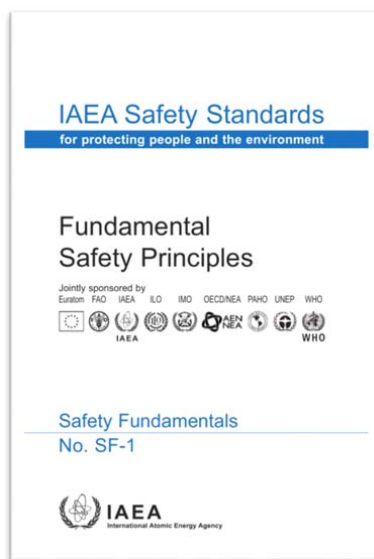 IAEA Safety Standards
for protecting people and the environment
Fundamental
Safety Principles
Jointly sponsored by
Euratom FAO IAEA ILO IMO OECD/NEA PAHO UNEP WHO
AEN
NEA
IAEA
WHO
Safety Fundamentals
No. SF-1
IAEA
International Atomic Energy Agency